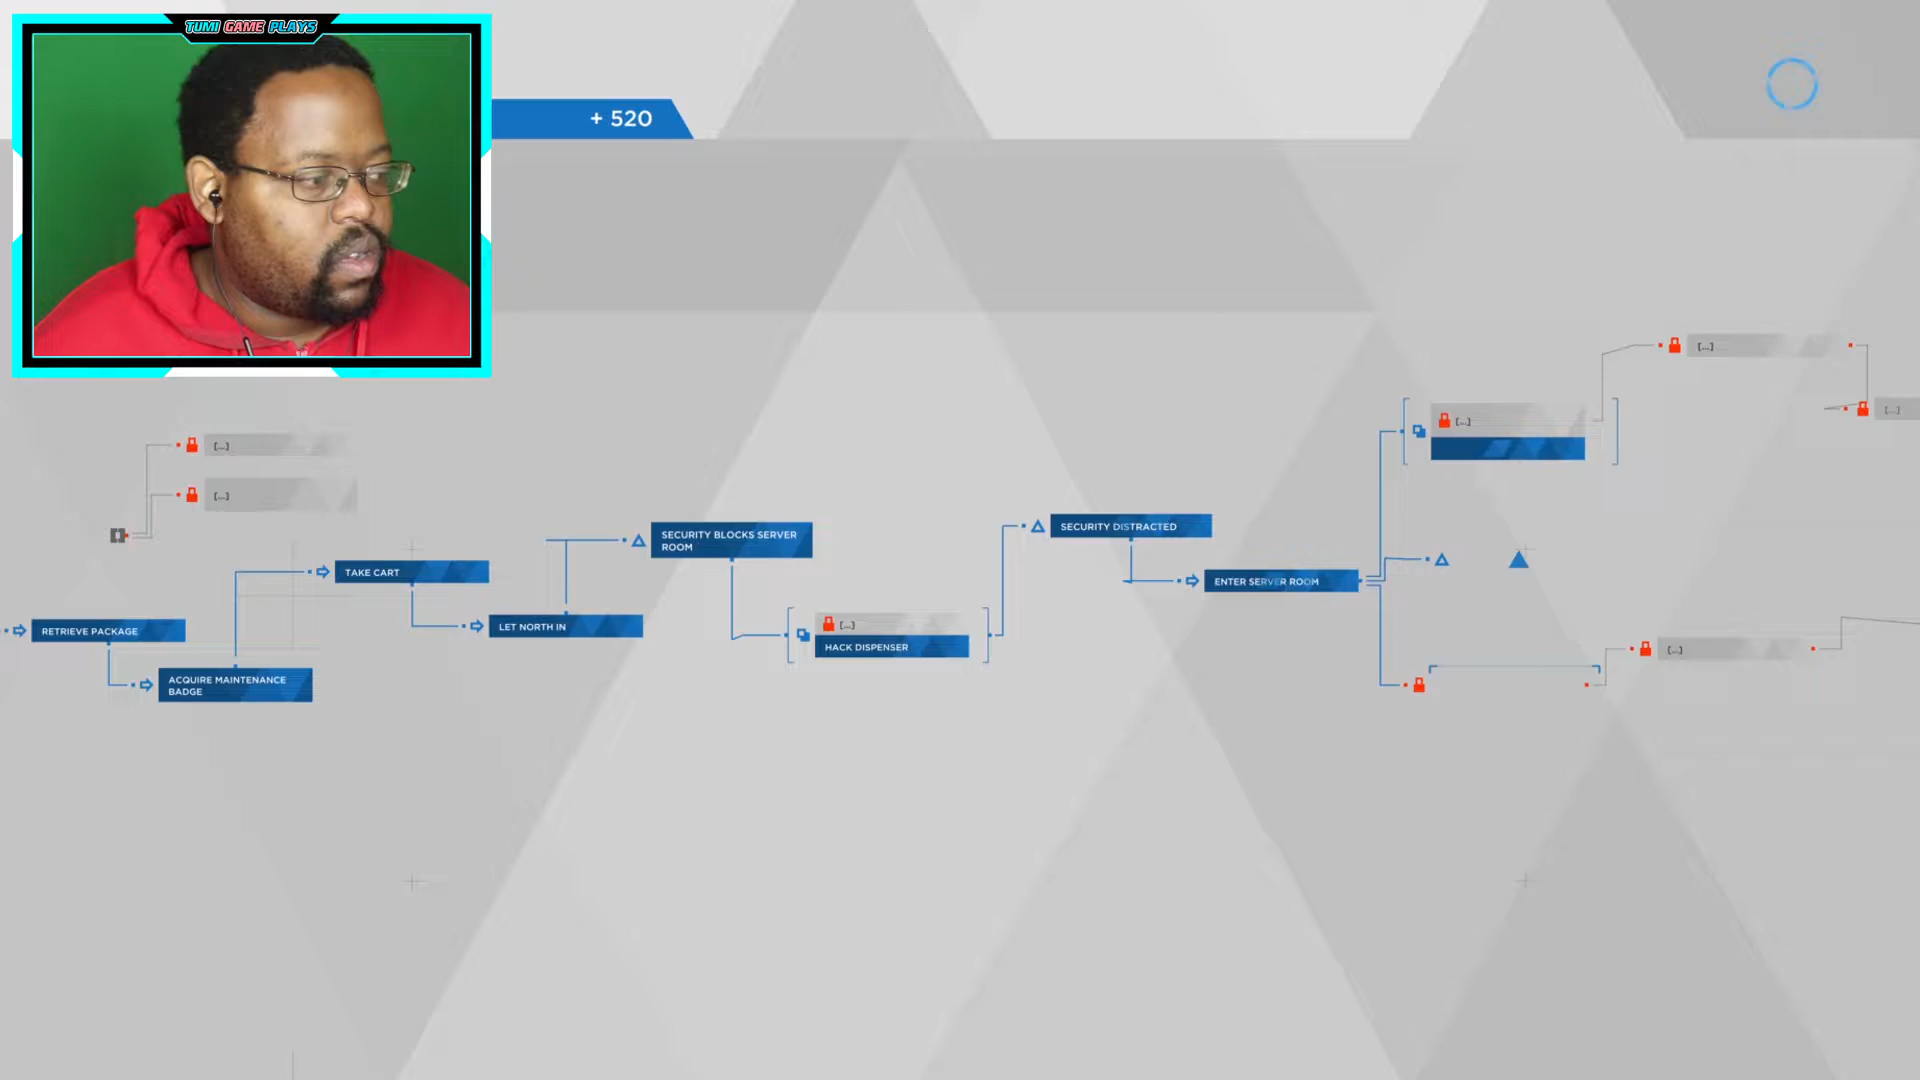 TUMI GAME PLAYS
+ 520
[...]
[...]
[...]
[...]
[...]
SECURITY DISTRACTED
SECURITY BLOCKS SERVER
ROOM
TAKE CART
ENTER SERVER ROOM
[...]
LET NORTH IN
RETRIEVE PACKAGE
HACK DISPENSER
[...]
ACQUIRE MAINTENANCE
BADGE